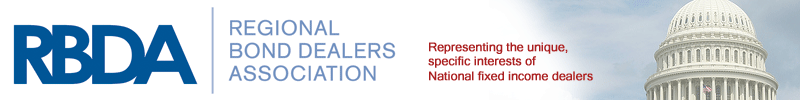 RBDA
REGIONAL
BOND DEALERS
ASSOCIATION
Representing the unique,
specific interests of
National fixed income dealers